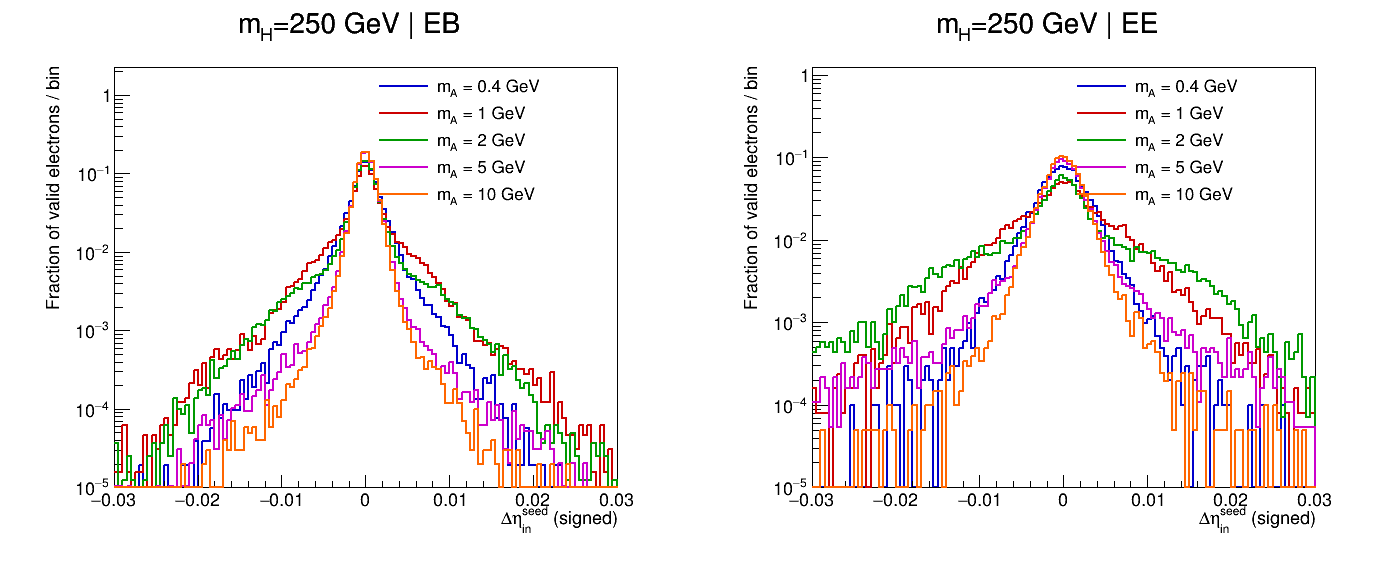 m_H=250 GeV | EB
Fraction of valid electrons / bin
1
10⁻¹
10⁻²
10⁻³
10⁻⁴
10⁻⁵
m_A = 0.4 GeV
m_A = 1 GeV
m_A = 2 GeV
m_A = 5 GeV
m_A = 10 GeV
−0.03 −0.02 −0.01 0 0.01 0.02 0.03
Δη_in^seed (signed)
m_H=250 GeV | EE
Fraction of valid electrons / bin
1
10⁻¹
10⁻²
10⁻³
10⁻⁴
10⁻⁵
m_A = 0.4 GeV
m_A = 1 GeV
m_A = 2 GeV
m_A = 5 GeV
m_A = 10 GeV
−0.03 −0.02 −0.01 0 0.01 0.02 0.03
Δη_in^seed (signed)